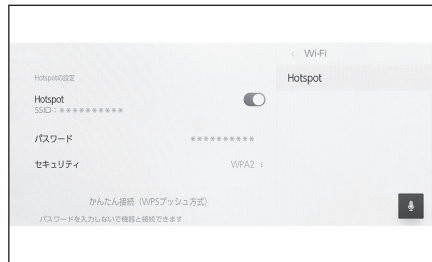 Wi-Fi
Hotspotの設定
Hotspot
Hotspot
SSID：＊＊＊＊＊＊＊＊＊＊
パスワード ＊＊＊＊＊＊＊＊＊＊
セキュリティ WPA2
かんたん接続（WPSプッシュ方式）
パスワードを入力しないで機器と接続できます